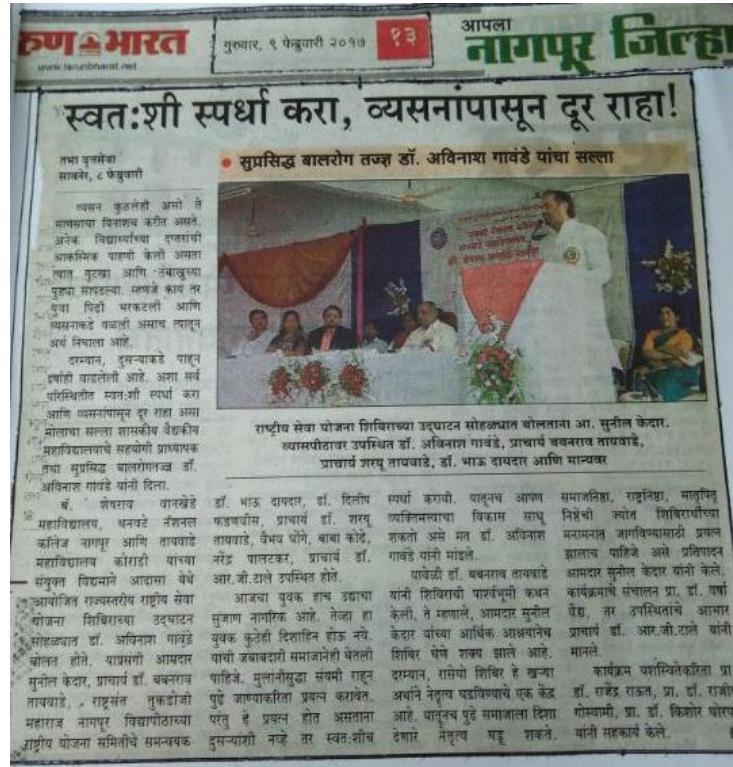 रुण भारत
www.tarunbharat.net
गुरुवार, ९ फेब्रुवारी २०१७
१३
आपला
नागपूर जिल्हा
स्वत:शी स्पर्धा करा, व्यसनांपासून दूर राहा!
तभा वृत्तसेवा
सावनेर, ८ फेब्रुवारी
व्यसन कुठलेही असो ते
माणसाचा विनाशच करीत असते.
अनेक विद्यार्थ्यांच्या दप्तराची
आकस्मिक पाहणी केली असता
त्यात गुटखा आणि तंबाखुच्या
पुड्या सापडल्या. म्हणजे काय तर
युवा पिढी भरकटली आणि
व्यसनाकडे वळली असाच त्यातून
अर्थ निघाला आहे.
दरम्यान, दुसऱ्याकडे पाहून
इर्षाही वाढलेली आहे. अशा सर्व
परिस्थितीत स्वत:शी स्पर्धा करा
आणि व्यसनांपासून दूर राहा असा
मोलाचा सल्ला शासकीय वैद्यकीय
महाविद्यालयाचे सहयोगी प्राध्यापक
तथा सुप्रसिद्ध बालरोगतज्ज्ञ डॉ.
अविनाश गावंडे यांनी दिला.
बॅ. शेषराव वानखेडे
महाविद्यालय, धनवटे नॅशनल
कॉलेज नागपूर आणि तायवाडे
महाविद्यालय कोराडी यांच्या
संयुक्त विद्यमाने आदासा येथे
आयोजित राज्यस्तरीय राष्ट्रीय सेवा
योजना शिबिराच्या उद्घाटन
सोहळ्यात डॉ. अविनाश गावंडे
बोलत होते. याप्रसंगी आमदार
सुनील केदार, प्राचार्य डॉ. बबनराव
तायवाडे, राष्ट्रसंत तुकडोजी
महाराज नागपूर विद्यापीठाच्या
राष्ट्रीय योजना समितीचे समन्वयक
• सुप्रसिद्ध बालरोग तज्ज्ञ डॉ. अविनाश गावंडे यांचा सल्ला
राष्ट्रीय सेवा योजना शिबिराच्या उद्घाटन सोहळ्यात बोलताना आ. सुनील केदार.
व्यासपीठावर उपस्थित डॉ. अविनाश गावंडे, प्राचार्य बबनराव तायवाडे,
प्राचार्य शरयू तायवाडे, डॉ. भाऊ दायदार आणि मान्यवर
डॉ. भाऊ दायदार, डॉ. दिलीप
फडणवीस, प्राचार्य डॉ. शरयू
तायवाडे, वैभव घोंगे, बाबा कोढे,
नरेंद्र पालटकर, प्राचार्य डॉ.
आर.जी.टाले उपस्थित होते.
आजचा युवक हाच उद्याचा
सुजाण नागरिक आहे. तेव्हा हा
युवक कुठेही दिशाहिन होऊ नये.
याची जबाबदारी समाजानेही घेतली
पाहिजे. मुलांनीसुद्धा संयमी राहून
पुढे जाण्याकरिता प्रयत्न करावेत.
परंतु हे प्रयत्न होत असताना
दुसऱ्यांशी नव्हे तर स्वत:शीच
स्पर्धा करावी. यातूनच आपण
व्यक्तिमत्त्वाचा विकास साधू
शकतो असे मत डॉ. अविनाश
गावंडे यांनी मांडले.
यावेळी डॉ. बबनराव तायवाडे
यांनी शिबिराची पार्श्वभूमी कथन
केली. ते म्हणाले, आमदार सुनील
केदार यांच्या आर्थिक आश्रयानेच
शिबिर घेणे शक्य झाले आहे.
दरम्यान, रासेयो शिबिर हे खऱ्या
अर्थाने नेतृत्व घडविण्याचे एक केंद्र
आहे. यातूनच पुढे समाजाला दिशा
देणारे नेतृत्व घडू शकते.
समाजनिष्ठा, राष्ट्रनिष्ठा, मातृपितृ
निष्ठेची ज्योत शिबिरार्थीच्या
मनामनात जागविण्यासाठी प्रयत्न
झालाच पाहिजे असे प्रतिपादन
आमदार सुनील केदार यांनी केले.
कार्यक्रमाचे संचालन प्रा. डॉ. वर्षा
वैद्य, तर उपस्थितांचे आभार
प्राचार्य डॉ. आर.जी.टाले यांनी
मानले.
कार्यक्रम यशस्वितेकरिता प्रा.
डॉ. राजेंद्र राऊत, प्रा. डॉ. राजीव
गोस्वामी, प्रा. डॉ. किशोर घोरप
यांनी सहकार्य केले.